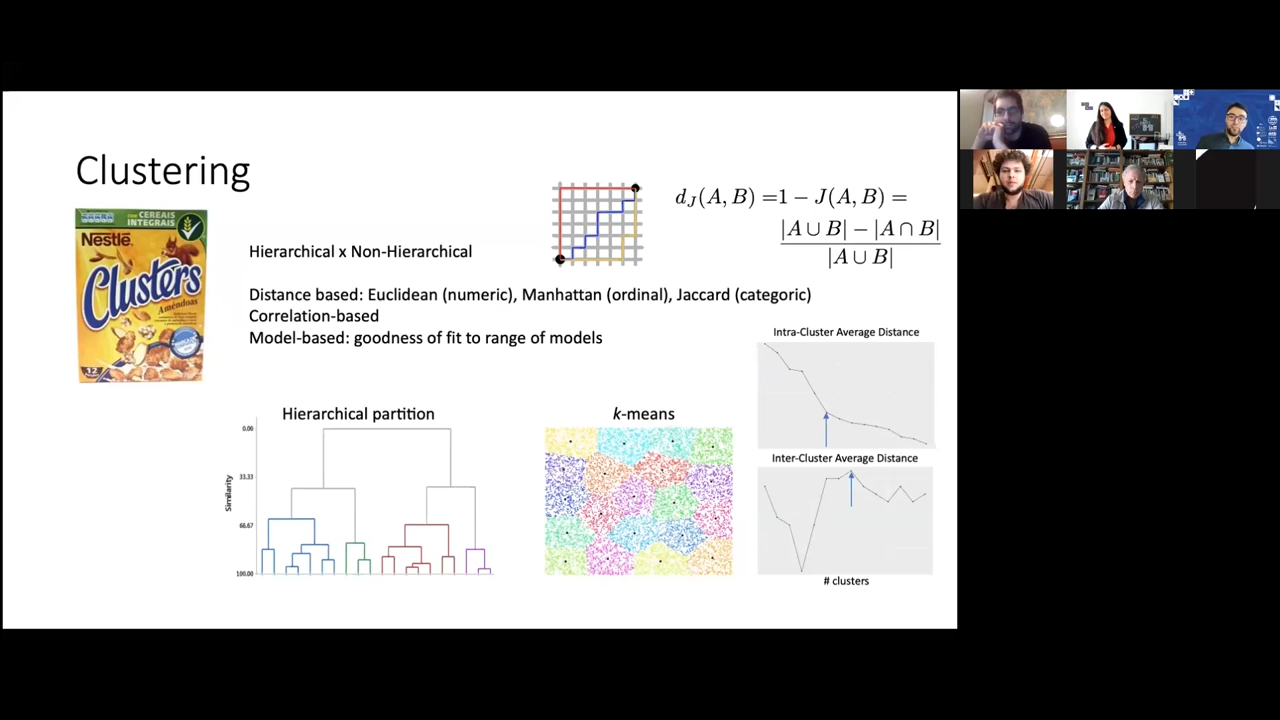 Clustering
COM CEREAIS
INTEGRAIS
Nestlé
Clusters
Amêndoas
12
Hierarchical x Non-Hierarchical
d_J(A, B) =1 − J(A, B) =
|A ∪ B| − |A ∩ B|
|A ∪ B|
Distance based: Euclidean (numeric), Manhattan (ordinal), Jaccard (categoric)
Correlation-based
Model-based: goodness of fit to range of models
Hierarchical partition
0.00
33.33
66.67
100.00
Similarity
k-means
Intra-Cluster Average Distance
Inter-Cluster Average Distance
# clusters